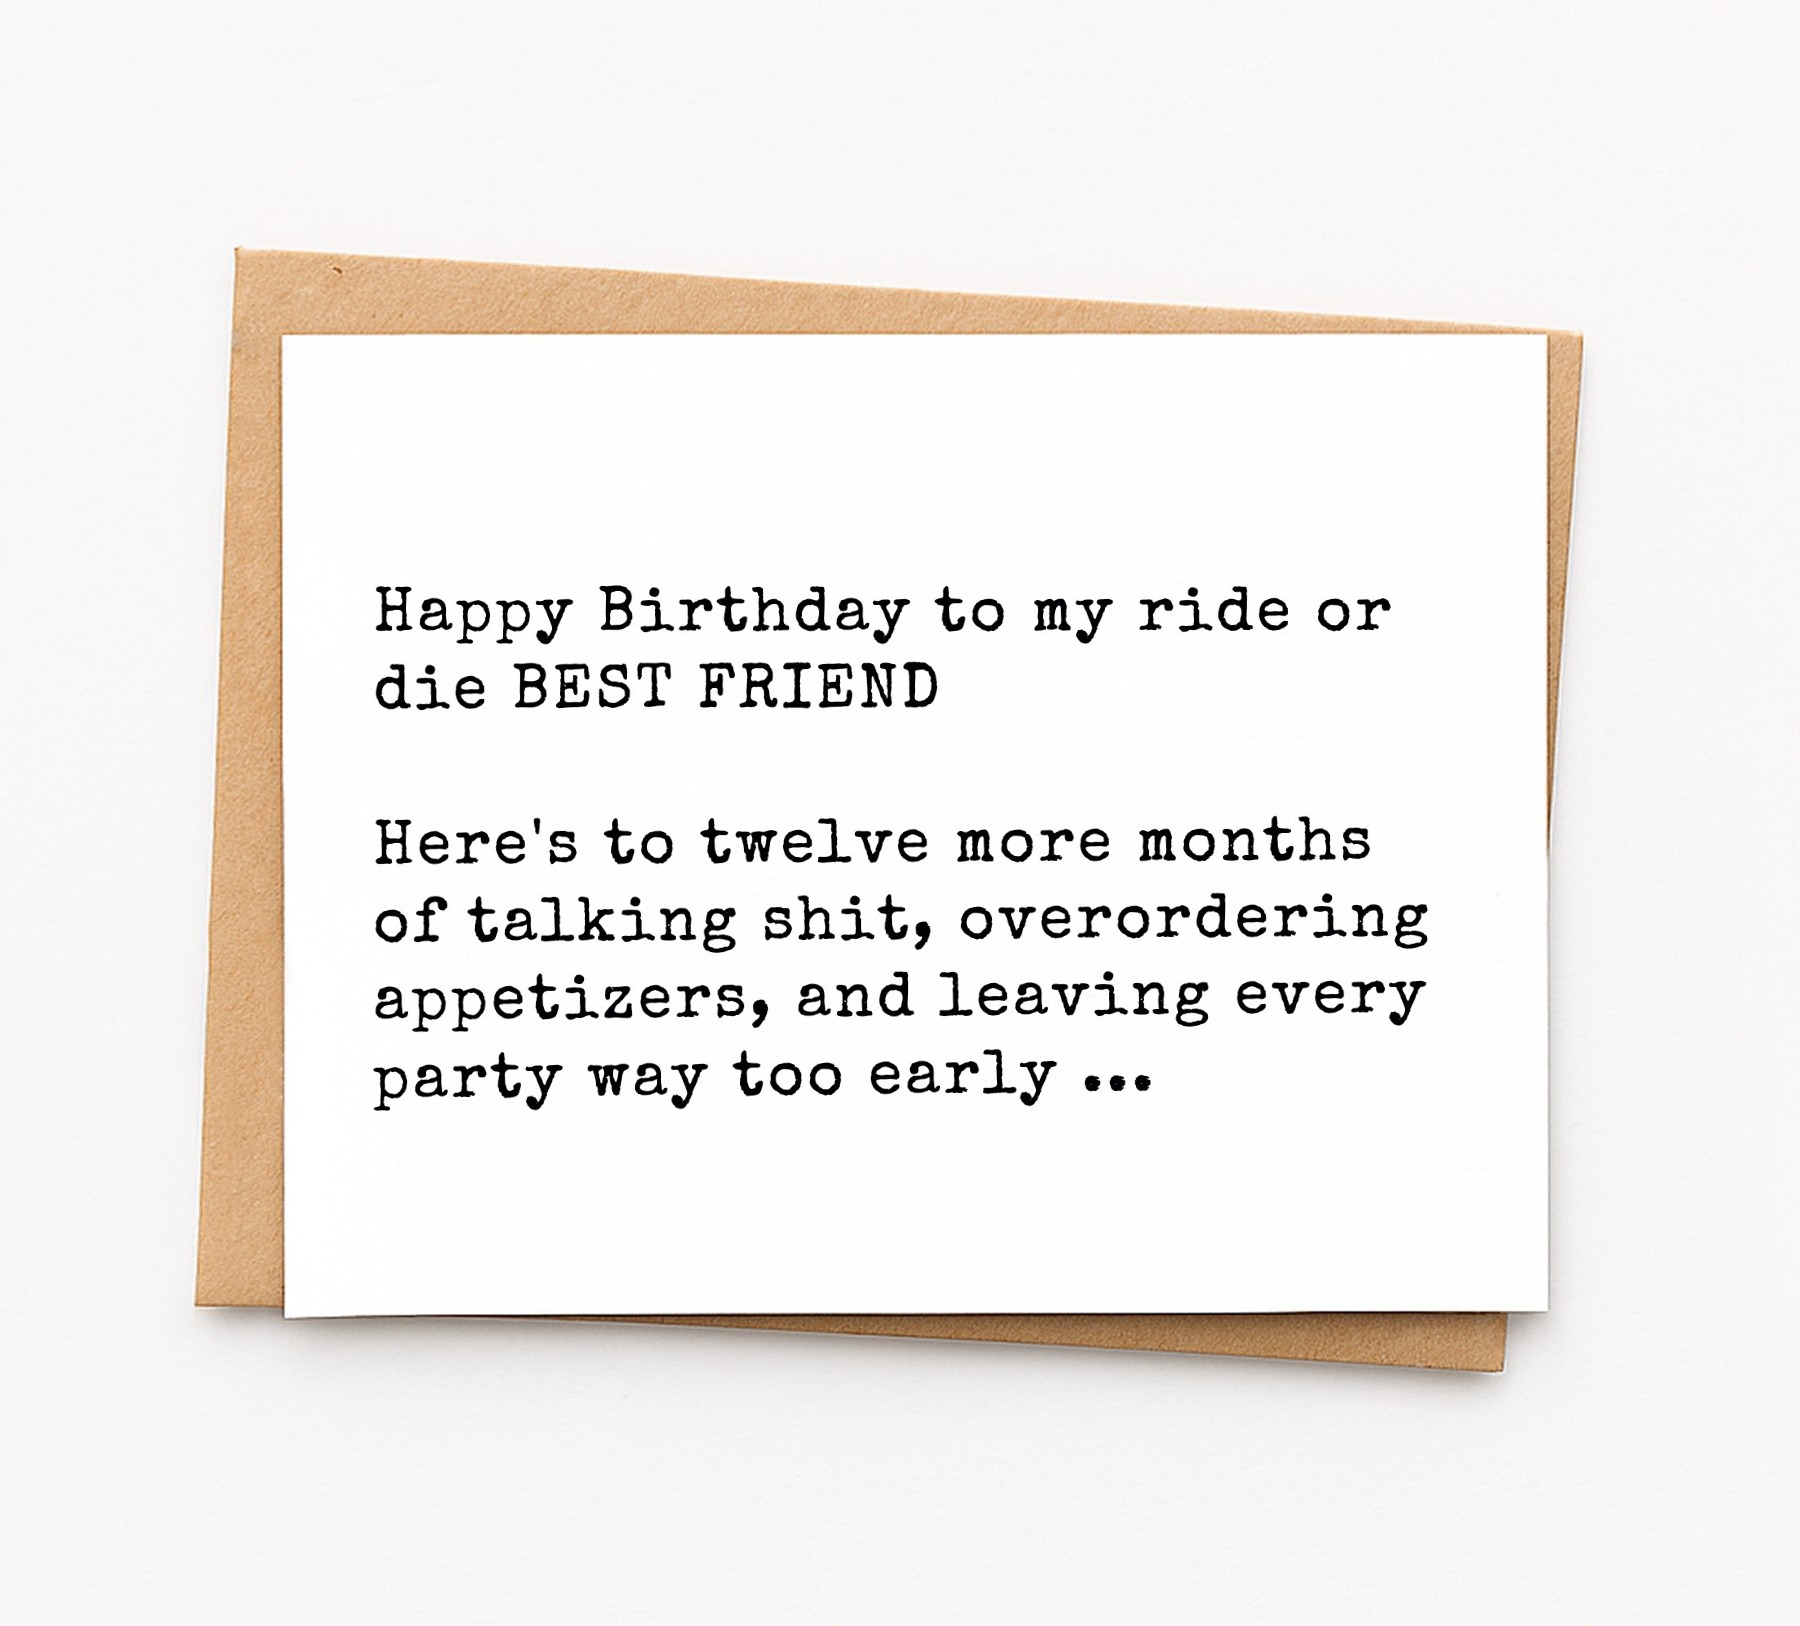 Happy Birthday to my ride or
die BEST FRIEND
Here's to twelve more months
of talking shit, overordering
appetizers, and leaving every
party way too early ...